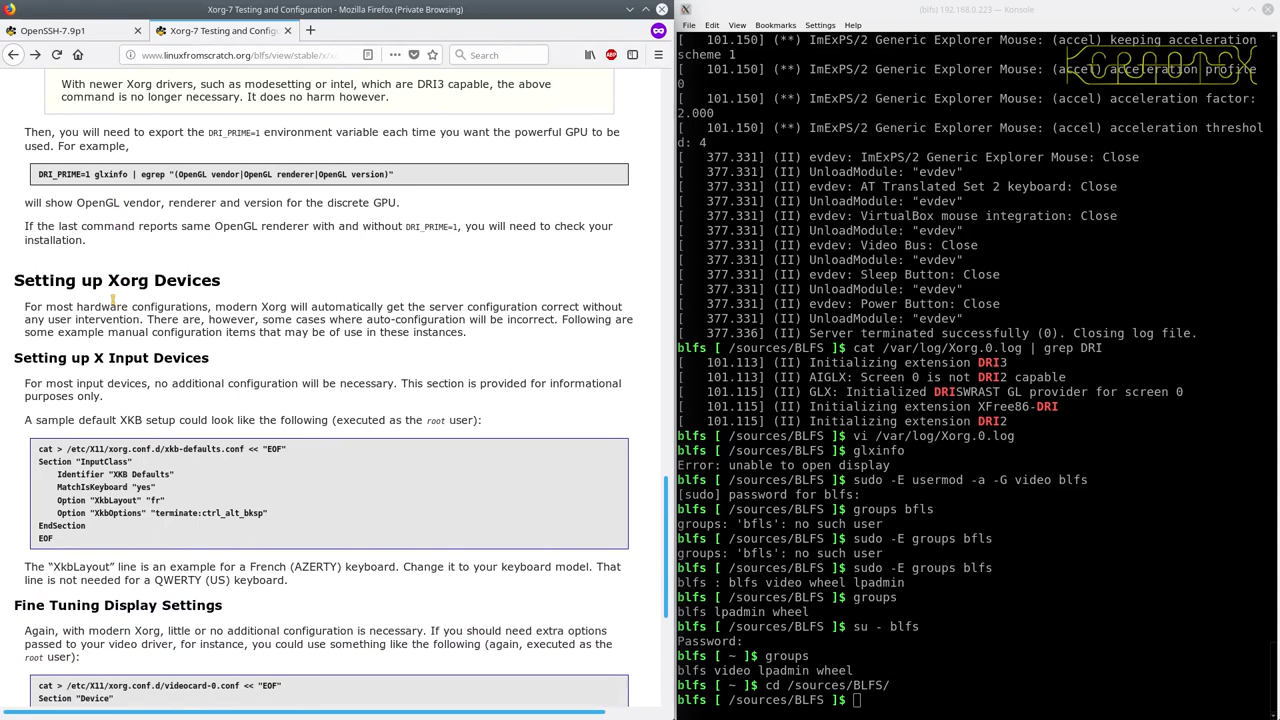 Xorg-7 Testing and Configuration - Mozilla Firefox (Private Browsing)
OpenSSH-7.9p1
Xorg-7 Testing and Config
www.linuxfromscratch.org/blfs/view/stable/x/x
Search
With newer Xorg drivers, such as modesetting or intel, which are DRI3 capable, the above
command is no longer necessary. It does no harm however.
Then, you will need to export the DRI_PRIME=1 environment variable each time you want the powerful GPU to be
used. For example,
DRI_PRIME=1 glxinfo | egrep "(OpenGL vendor|OpenGL renderer|OpenGL version)"
will show OpenGL vendor, renderer and version for the discrete GPU.
If the last command reports same OpenGL renderer with and without DRI_PRIME=1, you will need to check your
installation.
Setting up Xorg Devices
For most hardware configurations, modern Xorg will automatically get the server configuration correct without
any user intervention. There are, however, some cases where auto-configuration will be incorrect. Following are
some example manual configuration items that may be of use in these instances.
Setting up X Input Devices
For most input devices, no additional configuration will be necessary. This section is provided for informational
purposes only.
A sample default XKB setup could look like the following (executed as the root user):
cat > /etc/X11/xorg.conf.d/xkb-defaults.conf << "EOF"
Section "InputClass"
Identifier "XKB Defaults"
MatchIsKeyboard "yes"
Option "XkbLayout" "fr"
Option "XkbOptions" "terminate:ctrl_alt_bksp"
EndSection
EOF
The “XkbLayout” line is an example for a French (AZERTY) keyboard. Change it to your keyboard model. That
line is not needed for a QWERTY (US) keyboard.
Fine Tuning Display Settings
Again, with modern Xorg, little or no additional configuration is necessary. If you should need extra options
passed to your video driver, for instance, you could use something like the following (again, executed as the
root user):
cat > /etc/X11/xorg.conf.d/videocard-0.conf << "EOF"
Section "Device"
(blfs) 192.168.0.223 — Konsole
File Edit View Bookmarks Settings Help
[   101.150] (**) ImExPS/2 Generic Explorer Mouse: (accel) keeping acceleration
scheme 1
[   101.150] (**) ImExPS/2 Generic Explorer Mouse: (accel) acceleration profile
0
[   101.150] (**) ImExPS/2 Generic Explorer Mouse: (accel) acceleration factor:
2.000
[   101.150] (**) ImExPS/2 Generic Explorer Mouse: (accel) acceleration threshol
d: 4
[   377.331] (II) evdev: ImExPS/2 Generic Explorer Mouse: Close
[   377.331] (II) UnloadModule: "evdev"
[   377.331] (II) evdev: AT Translated Set 2 keyboard: Close
[   377.331] (II) UnloadModule: "evdev"
[   377.331] (II) evdev: VirtualBox mouse integration: Close
[   377.331] (II) UnloadModule: "evdev"
[   377.331] (II) evdev: Video Bus: Close
[   377.331] (II) UnloadModule: "evdev"
[   377.331] (II) evdev: Sleep Button: Close
[   377.331] (II) UnloadModule: "evdev"
[   377.331] (II) evdev: Power Button: Close
[   377.331] (II) UnloadModule: "evdev"
[   377.336] (II) Server terminated successfully (0). Closing log file.
blfs [ /sources/BLFS ]$ cat /var/log/Xorg.0.log | grep DRI
[   101.113] (II) Initializing extension DRI3
[   101.113] (II) AIGLX: Screen 0 is not DRI2 capable
[   101.115] (II) GLX: Initialized DRISWRAST GL provider for screen 0
[   101.115] (II) Initializing extension XFree86-DRI
[   101.115] (II) Initializing extension DRI2
blfs [ /sources/BLFS ]$ vi /var/log/Xorg.0.log
blfs [ /sources/BLFS ]$ glxinfo
Error: unable to open display
blfs [ /sources/BLFS ]$ sudo -E usermod -a -G video blfs
[sudo] password for blfs:
blfs [ /sources/BLFS ]$ groups bfls
groups: 'bfls': no such user
blfs [ /sources/BLFS ]$ sudo -E groups bfls
groups: 'bfls': no such user
blfs [ /sources/BLFS ]$ sudo -E groups blfs
blfs : blfs video wheel lpadmin
blfs [ /sources/BLFS ]$ groups
blfs lpadmin wheel
blfs [ /sources/BLFS ]$ su - blfs
Password:
blfs [ ~ ]$ groups
blfs video lpadmin wheel
blfs [ ~ ]$ cd /sources/BLFS/
blfs [ /sources/BLFS ]$